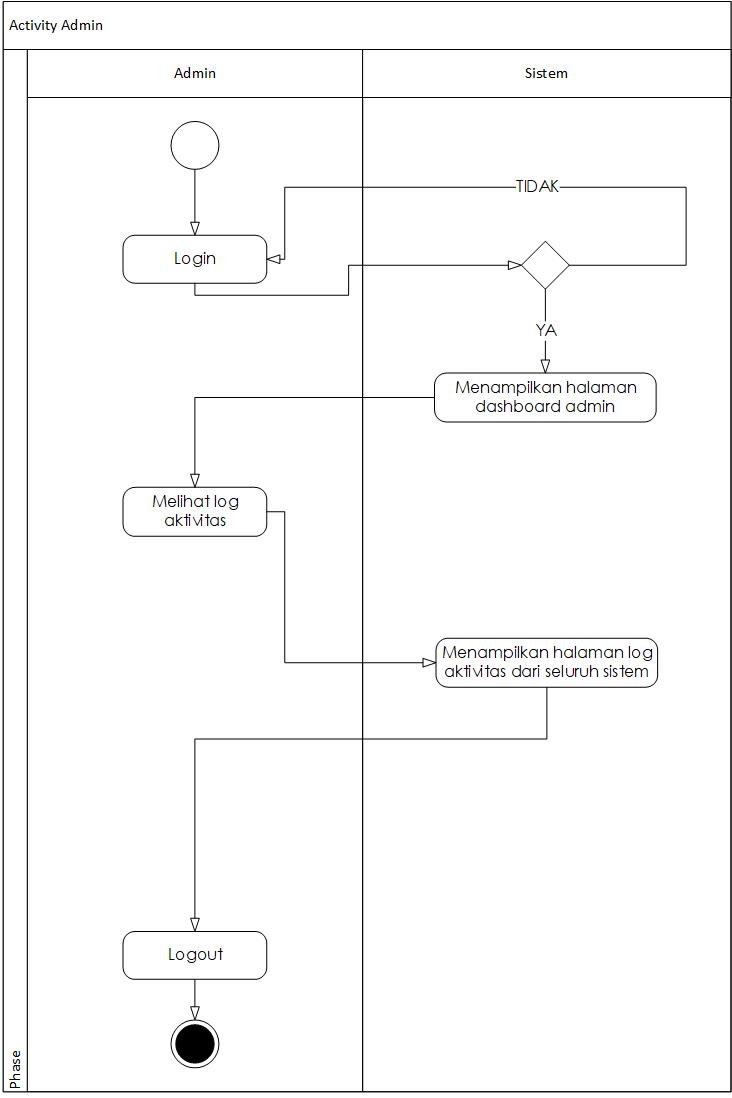 Activity Admin
Admin
Sistem
TIDAK
Login
YA
Menampilkan halaman
dashboard admin
Melihat log
aktivitas
Menampilkan halaman log
aktivitas dari seluruh sistem
Logout
Phase